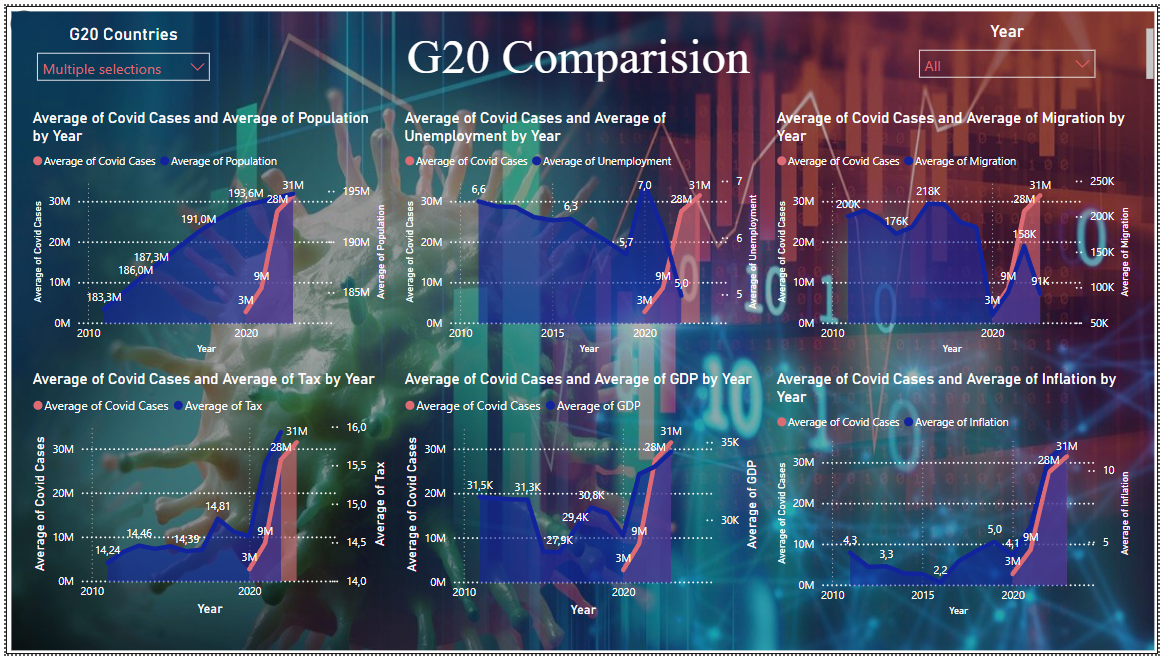 G20 Countries
Multiple selections
G20 Comparision
Year
All
Average of Covid Cases and Average of Population
by Year
Average of Covid Cases Average of Population
30M
20M
10M
0M
195M
190M
185M
183,3M
186,0M
187,3M
191,0M
193,6M
3M
9M
28M
31M
2010
2020
Year
Average of Covid Cases
Average of Population
Average of Covid Cases and Average of
Unemployment by Year
Average of Covid Cases Average of Unemployment
30M
20M
10M
0M
7
6
5
6,6
6,3
5,7
7,0
5,0
3M
9M
28M
31M
2010
2015
2020
Year
Average of Covid Cases
Average of Unemployment
Average of Covid Cases and Average of Migration by
Year
Average of Covid Cases Average of Migration
30M
20M
10M
0M
250K
200K
150K
100K
50K
200K
176K
218K
158K
91K
3M
9M
28M
31M
2010
2020
Year
Average of Covid Cases
Average of Migration
Average of Covid Cases and Average of Tax by Year
Average of Covid Cases Average of Tax
30M
20M
10M
0M
16,0
15,5
15,0
14,5
14,0
14,24
14,46
14,39
14,81
3M
9M
28M
31M
2010
2020
Year
Average of Covid Cases
Average of Tax
Average of Covid Cases and Average of GDP by Year
Average of Covid Cases Average of GDP
30M
20M
10M
0M
35K
30K
31,5K
31,3K
27,9K
29,4K
30,8K
3M
9M
28M
31M
2010
2020
Year
Average of Covid Cases
Average of GDP
Average of Covid Cases and Average of Inflation by
Year
Average of Covid Cases Average of Inflation
30M
20M
10M
0M
10
5
4,3
3,3
2,2
5,0
4,1
3M
9M
28M
31M
2010
2015
2020
Year
Average of Covid Cases
Average of Inflation